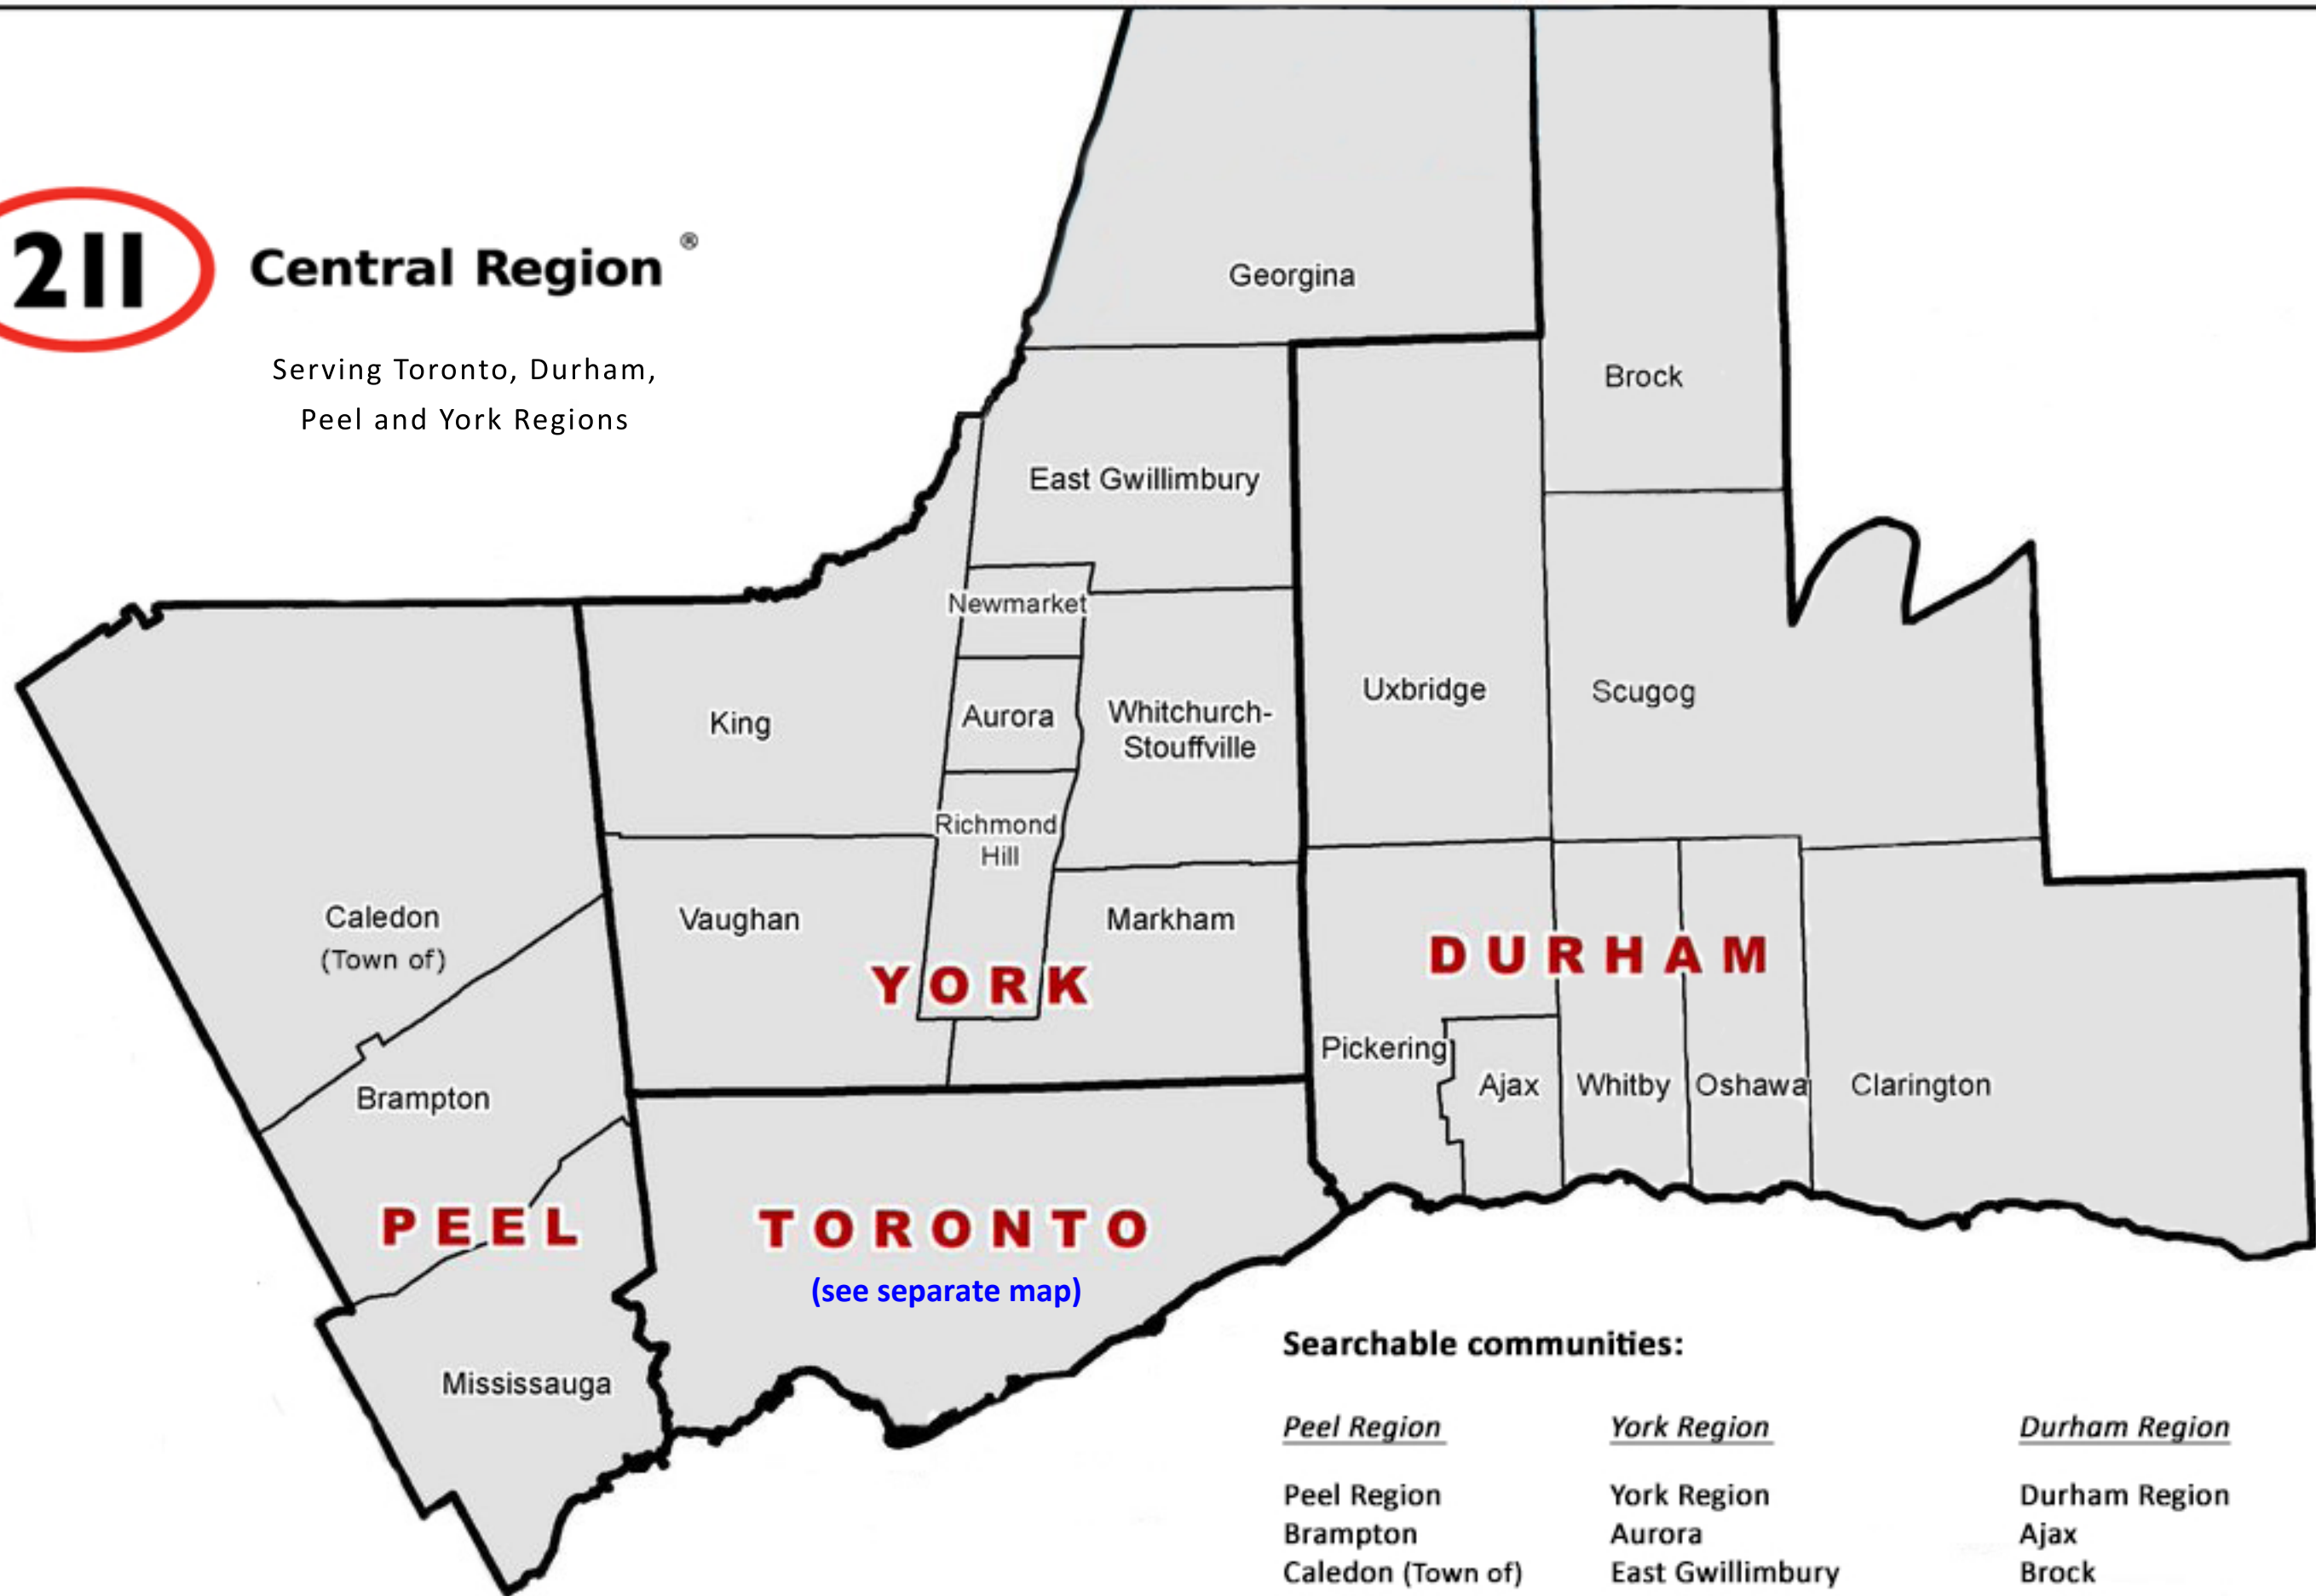 211
Central Region ®
Serving Toronto, Durham,
Peel and York Regions
Georgina
Brock
East Gwillimbury
Newmarket
Uxbridge
Scugog
King
Aurora
Whitchurch-
Stouffville
Richmond
Hill
Caledon
(Town of)
Vaughan
Markham
YORK
DURHAM
Pickering
Ajax
Whitby
Oshawa
Clarington
Brampton
PEEL
TORONTO
(see separate map)
Mississauga
Searchable communities:
Peel Region
York Region
Durham Region
Peel Region
York Region
Durham Region
Brampton
Aurora
Ajax
Caledon (Town of)
East Gwillimbury
Brock